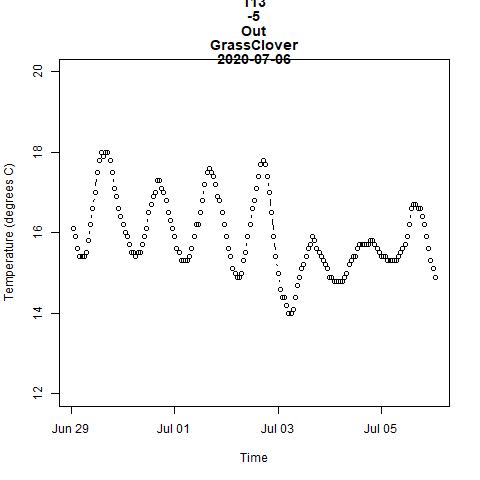 T13
-5
Out
GrassClover
2020-07-06
Temperature (degrees C)
20
18
16
14
12
Jun 29
Jul 01
Jul 03
Jul 05
Time